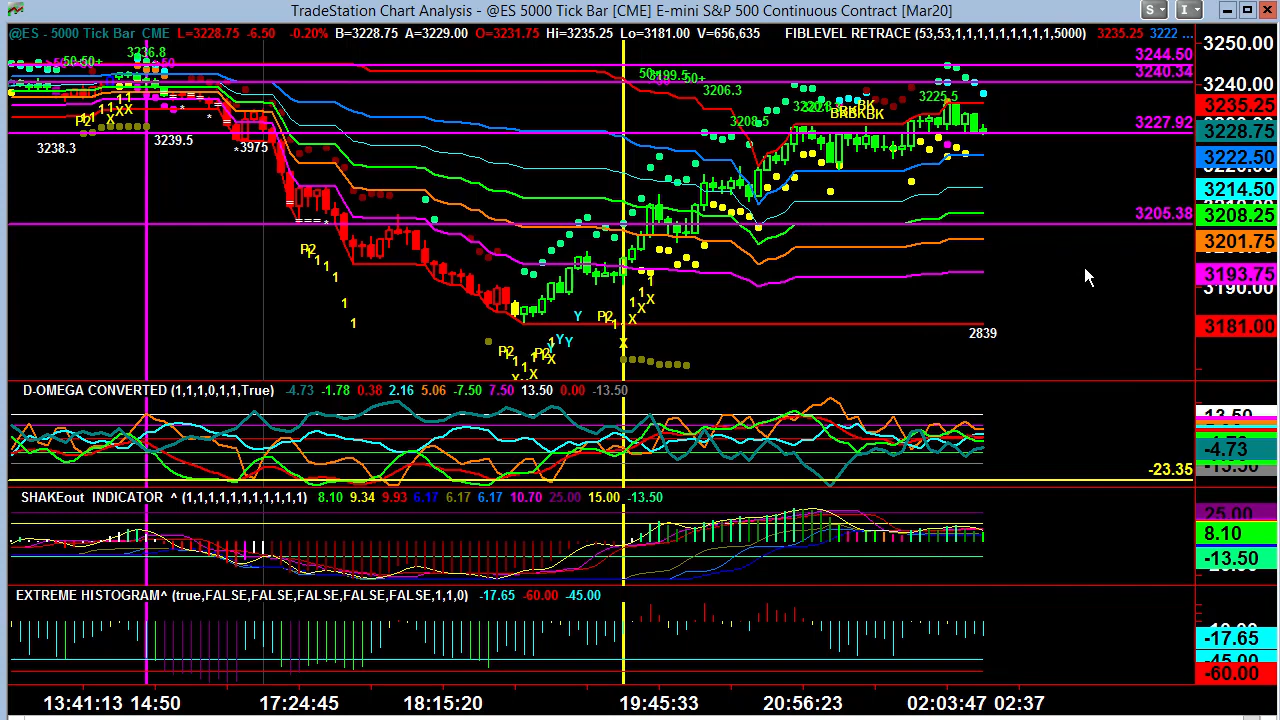 TradeStation Chart Analysis - @ES 5000 Tick Bar [CME] E-mini S&P 500 Continuous Contract [Mar20]
S
I
@ES - 5000 Tick Bar CME L=3228.75 -6.50 -0.20% B=3228.75 A=3229.00 O=3231.75 Hi=3235.25 Lo=3181.00 V=656,635 FIBLEVEL RETRACE (53,53,1,1,1,1,1,1,1,1,1,5000) 3235.25 3222 ...
3250.00
3244.50
3240.34
3240.00
3235.25
3227.92
3228.75
3222.50
3214.50
3205.38
3208.25
3201.75
3193.75
3190.00
3181.00
3236.8
50+
3206.3
3208.5
3238.3
3239.5
3975
P2
P2
P2
P2
2839
D-OMEGA CONVERTED (1,1,1,0,1,1,True) -4.73 -1.78 0.38 2.16 5.06 -7.50 7.50 13.50 0.00 -13.50
13.50
-4.73
-23.35
SHAKEout INDICATOR ^ (1,1,1,1,1,1,1,1,1,1,1,1) 8.10 9.34 9.93 6.17 6.17 6.17 10.70 25.00 15.00 -13.50
25.00
8.10
-13.50
EXTREME HISTOGRAM^ (true,FALSE,FALSE,FALSE,FALSE,FALSE,1,1,0) -17.65 -60.00 -45.00
-17.65
-45.00
-60.00
13:41:13 14:50 17:24:45 18:15:20 19:45:33 20:56:23 02:03:47 02:37